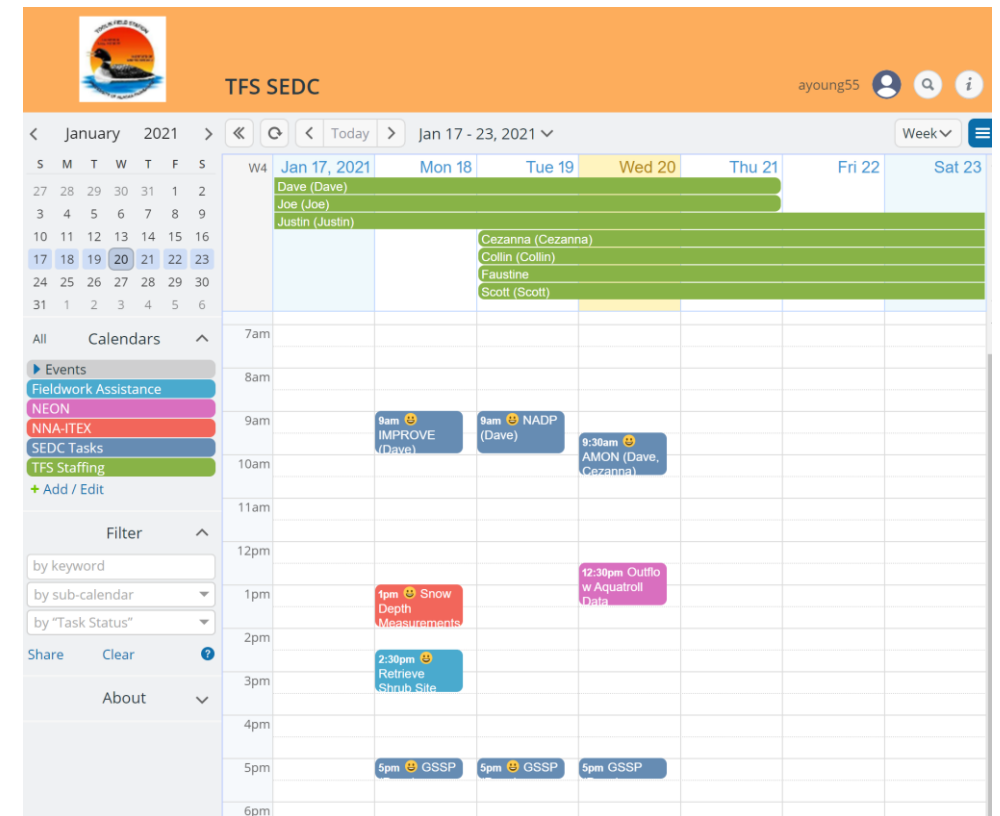 TFS SEDC
ayoung55
January 2021
Today
Jan 17 - 23, 2021
Week
S M T W T F S
27 28 29 30 31 1 2
3 4 5 6 7 8 9
10 11 12 13 14 15 16
17 18 19 20 21 22 23
24 25 26 27 28 29 30
31 1 2 3 4 5 6
All Calendars
Events
Fieldwork Assistance
NEON
NNA-ITEX
SEDC Tasks
TFS Staffing
+ Add / Edit
Filter
by keyword
by sub-calendar
by "Task Status"
Share Clear ?
About
W4 Jan 17, 2021 Mon 18 Tue 19 Wed 20 Thu 21 Fri 22 Sat 23
Dave (Dave)
Joe (Joe)
Justin (Justin)
Cezanna (Cezanna)
Collin (Collin)
Faustine
Scott (Scott)
7am
8am
9am
10am
11am
12pm
1pm
2pm
3pm
4pm
5pm
6pm
9am 😀
IMPROVE
(Dave)
1pm 😀 Snow
Depth
Measurements
2:30pm 😀
Retrieve
Shrub Site
5pm 😀 GSSP
9am 😀 NADP
(Dave)
5pm 😀 GSSP
9:30am 😀
AMON (Dave,
Cezanna)
12:30pm Outflo
w Aquatroll
Data
5pm GSSP